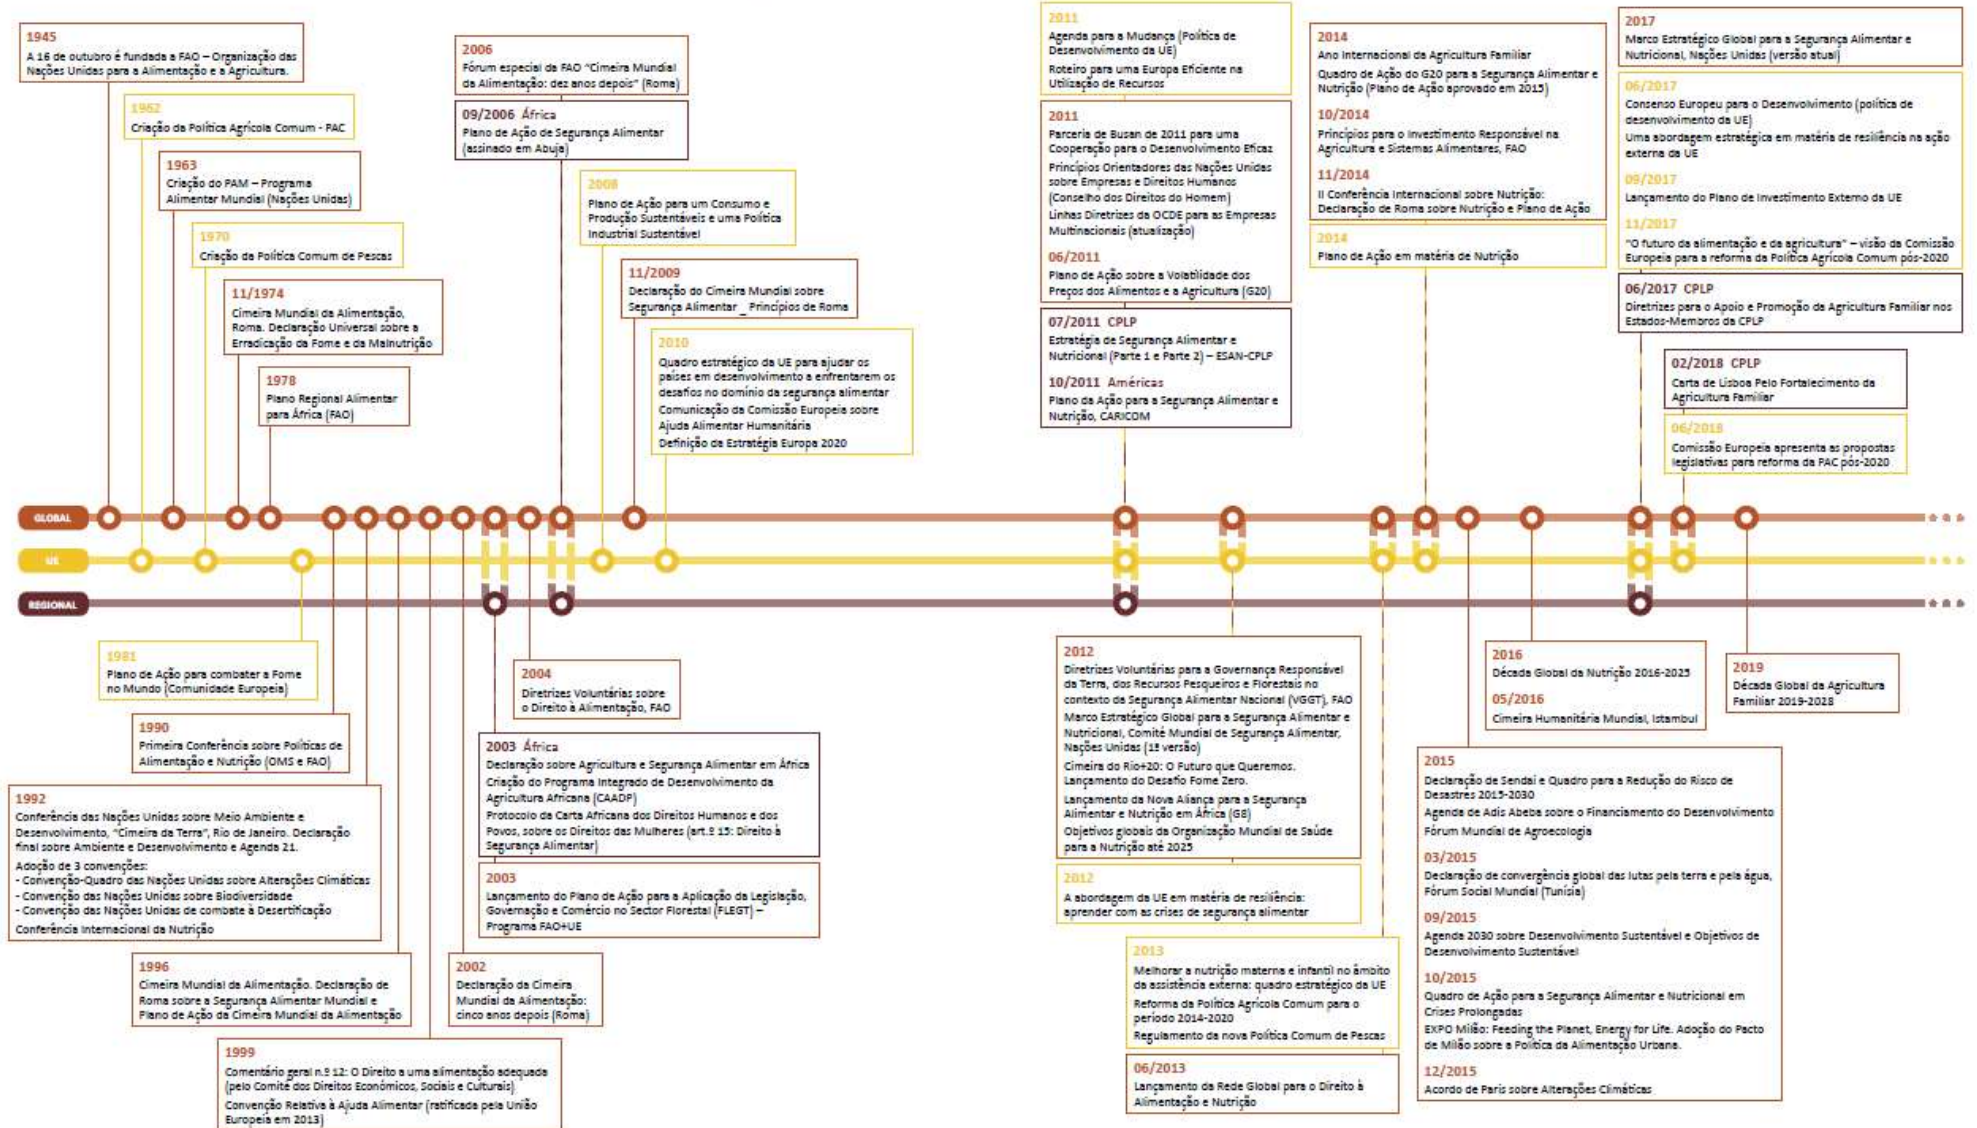 1945
A 16 de outubro é fundada a FAO – Organização das
Nações Unidas para a Alimentação e a Agricultura.
1962
Criação da Política Agrícola Comum - PAC
1963
Criação do PAM – Programa
Alimentar Mundial (Nações Unidas)
1970
Criação da Política Comum de Pescas
11/1974
Cimeira Mundial da Alimentação,
Roma. Declaração Universal sobre a
Erradicação da Fome e da Malnutrição
1978
Plano Regional Alimentar
para África (FAO)
2006
Fórum especial da FAO “Cimeira Mundial
da Alimentação: dez anos depois” (Roma)
09/2006 África
Plano de Ação de Segurança Alimentar
(assinado em Abuja)
2008
Plano de Ação para um Consumo e
Produção Sustentáveis e uma Política
Industrial Sustentável
11/2009
Declaração do Cimeira Mundial sobre
Segurança Alimentar _ Princípios de Roma
2010
Quadro estratégico da UE para ajudar os
países em desenvolvimento a enfrentarem os
desafios no domínio da segurança alimentar
Comunicação da Comissão Europeia sobre
Ajuda Alimentar Humanitária
Definição da Estratégia Europa 2020
2011
Agenda para a Mudança (Política de
Desenvolvimento da UE)
Roteiro para uma Europa Eficiente na
Utilização de Recursos
2011
Parceria de Busan de 2011 para uma
Cooperação para o Desenvolvimento Eficaz
Princípios Orientadores das Nações Unidas
sobre Empresas e Direitos Humanos
(Conselho dos Direitos do Homem)
Linhas Diretrizes da OCDE para as Empresas
Multinacionais (atualização)
06/2011
Plano de Ação sobre a Volatilidade dos
Preços dos Alimentos e a Agricultura (G20)
07/2011 CPLP
Estratégia de Segurança Alimentar e
Nutricional (Parte 1 e Parte 2) – ESAN-CPLP
10/2011 Américas
Plano da Ação para a Segurança Alimentar e
Nutrição, CARICOM
2014
Ano Internacional da Agricultura Familiar
Quadro de Ação do G20 para a Segurança Alimentar e
Nutrição (Plano de Ação aprovado em 2015)
10/2014
Princípios para o Investimento Responsável na
Agricultura e Sistemas Alimentares, FAO
11/2014
II Conferência Internacional sobre Nutrição:
Declaração de Roma sobre Nutrição e Plano de Ação
2014
Plano de Ação em matéria de Nutrição
2017
Marco Estratégico Global para a Segurança Alimentar e
Nutricional, Nações Unidas (versão atual)
06/2017
Consenso Europeu para o Desenvolvimento (política de
desenvolvimento da UE)
Uma abordagem estratégica em matéria de resiliência na ação
externa da UE
09/2017
Lançamento do Plano de Investimento Externo da UE
11/2017
“O futuro da alimentação e da agricultura” – visão da Comissão
Europeia para a reforma da Política Agrícola Comum pós-2020
06/2017 CPLP
Diretrizes para o Apoio e Promoção da Agricultura Familiar nos
Estados-Membros da CPLP
02/2018 CPLP
Carta de Lisboa Pelo Fortalecimento da
Agricultura Familiar
06/2018
Comissão Europeia apresenta as propostas
legislativas para reforma da PAC pós-2020
GLOBAL
UE
REGIONAL
1981
Plano de Ação para combater a Fome
no Mundo (Comunidade Europeia)
1990
Primeira Conferência sobre Políticas de
Alimentação e Nutrição (OMS e FAO)
1992
Conferência das Nações Unidas sobre Meio Ambiente e
Desenvolvimento, “Cimeira da Terra”, Rio de Janeiro. Declaração
final sobre Ambiente e Desenvolvimento e Agenda 21.
Adoção de 3 convenções:
- Convenção-Quadro das Nações Unidas sobre Alterações Climáticas
- Convenção das Nações Unidas sobre Biodiversidade
- Convenção das Nações Unidas de combate à Desertificação
Conferência Internacional da Nutrição
1996
Cimeira Mundial da Alimentação. Declaração de
Roma sobre a Segurança Alimentar Mundial e
Plano de Ação da Cimeira Mundial da Alimentação
1999
Comentário geral n.º 12: O Direito a uma alimentação adequada
(pelo Comité dos Direitos Económicos, Sociais e Culturais)
Convenção Relativa à Ajuda Alimentar (ratificada pela União
Europeia em 2013)
2002
Declaração da Cimeira
Mundial da Alimentação:
cinco anos depois (Roma)
2004
Diretrizes Voluntárias sobre
o Direito à Alimentação, FAO
2003 África
Declaração sobre Agricultura e Segurança Alimentar em África
Criação do Programa Integrado de Desenvolvimento da
Agricultura Africana (CAADP)
Protocolo da Carta Africana dos Direitos Humanos e dos
Povos, sobre os Direitos das Mulheres (art.º 15: Direito à
Segurança Alimentar)
2003
Lançamento do Plano de Ação para a Aplicação da Legislação,
Governação e Comércio no Sector Florestal (FLEGT) –
Programa FAO+UE
2012
Diretrizes Voluntárias para a Governança Responsável
da Terra, dos Recursos Pesqueiros e Florestais no
contexto da Segurança Alimentar Nacional (VGGT), FAO
Marco Estratégico Global para a Segurança Alimentar e
Nutricional, Comité Mundial de Segurança Alimentar,
Nações Unidas (1ª versão)
Cimeira do Rio+20: O Futuro que Queremos.
Lançamento do Desafio Fome Zero.
Lançamento da Nova Aliança para a Segurança
Alimentar e Nutrição em África (G8)
Objetivos globais da Organização Mundial de Saúde
para a Nutrição até 2025
2012
A abordagem da UE em matéria de resiliência:
aprender com as crises de segurança alimentar
2013
Melhorar a nutrição materna e infantil no âmbito
da assistência externa: quadro estratégico da UE
Reforma da Política Agrícola Comum para o
período 2014-2020
Regulamento da nova Política Comum de Pescas
06/2013
Lançamento da Rede Global para o Direito à
Alimentação e Nutrição
2016
Década Global da Nutrição 2016-2025
05/2016
Cimeira Humanitária Mundial, Istambul
2019
Década Global da Agricultura
Familiar 2019-2028
2015
Declaração de Sendai e Quadro para a Redução do Risco de
Desastres 2015-2030
Agenda de Adis Abeba sobre o Financiamento do Desenvolvimento
Fórum Mundial de Agroecologia
03/2015
Declaração de convergência global das lutas pela terra e pela água,
Fórum Social Mundial (Tunísia)
09/2015
Agenda 2030 sobre Desenvolvimento Sustentável e Objetivos de
Desenvolvimento Sustentável
10/2015
Quadro de Ação para a Segurança Alimentar e Nutricional em
Crises Prolongadas
EXPO Milão: Feeding the Planet, Energy for Life. Adoção do Pacto
de Milão sobre a Política da Alimentação Urbana.
12/2015
Acordo de Paris sobre Alterações Climáticas